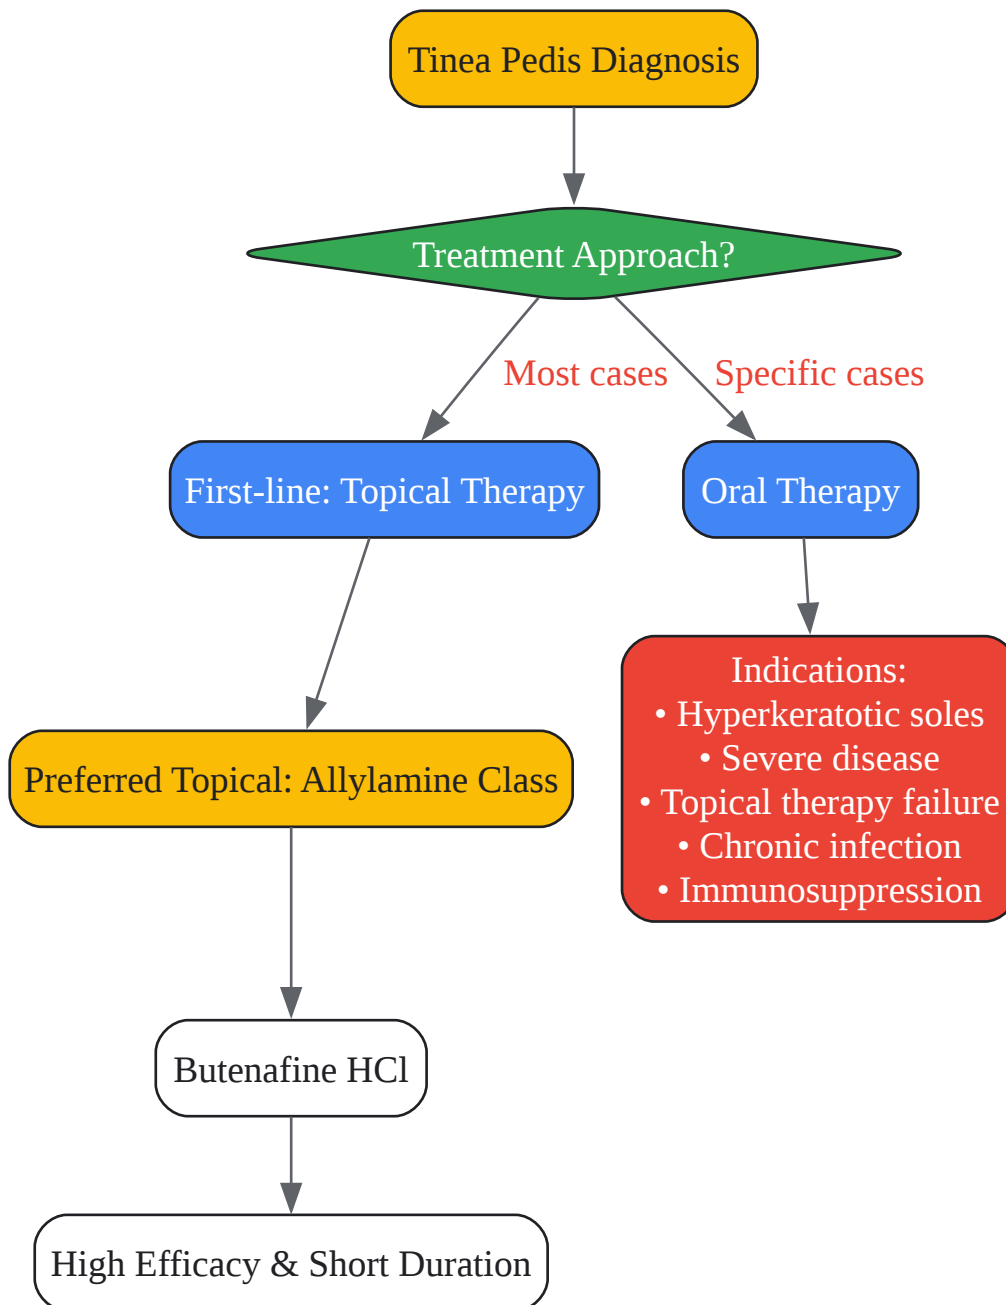 Tinea Pedis Diagnosis
Treatment Approach?
Most cases
Specific cases
First-line: Topical Therapy
Oral Therapy
Indications:
• Hyperkeratotic soles
• Severe disease
• Topical therapy failure
• Chronic infection
• Immunosuppression
Preferred Topical: Allylamine Class
Butenafine HCl
High Efficacy & Short Duration